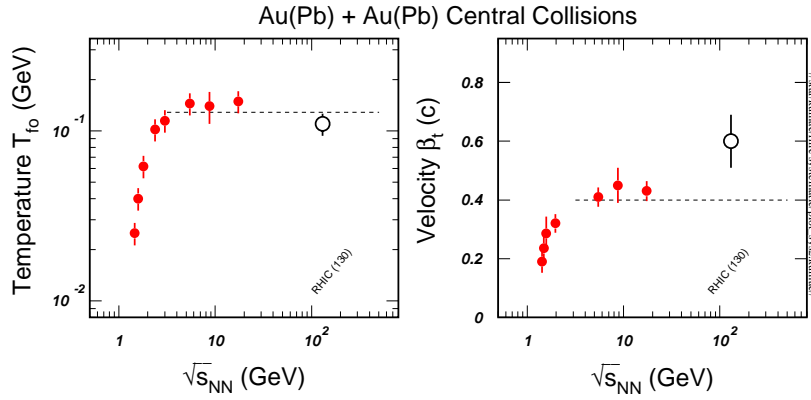 Au(Pb) + Au(Pb) Central Collisions
Temperature T_fo (GeV)
10^-1
10^-2
RHIC (130)
1
10
10^2
√s_NN (GeV)
Velocity β_t (c)
0.8
0.6
0.4
0.2
0
RHIC (130)
1
10
10^2
√s_NN (GeV)